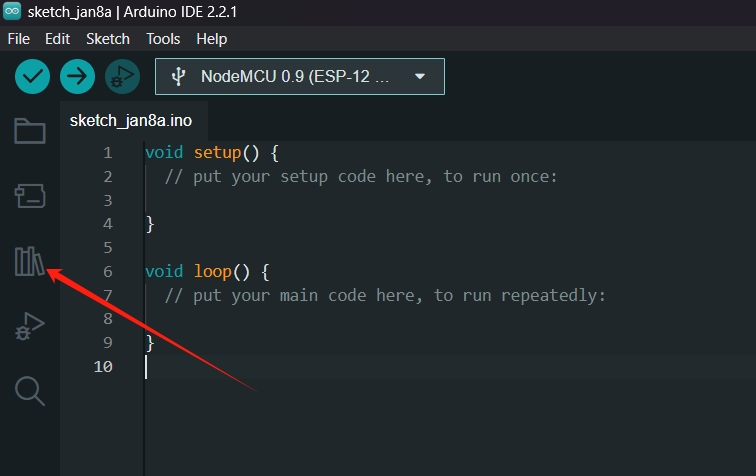 sketch_jan8a | Arduino IDE 2.2.1
File Edit Sketch Tools Help
NodeMCU 0.9 (ESP-12 ...
sketch_jan8a.ino
1 void setup() {
2 // put your setup code here, to run once:
3
4 }
5
6 void loop() {
7 // put your main code here, to run repeatedly:
8
9 }
10